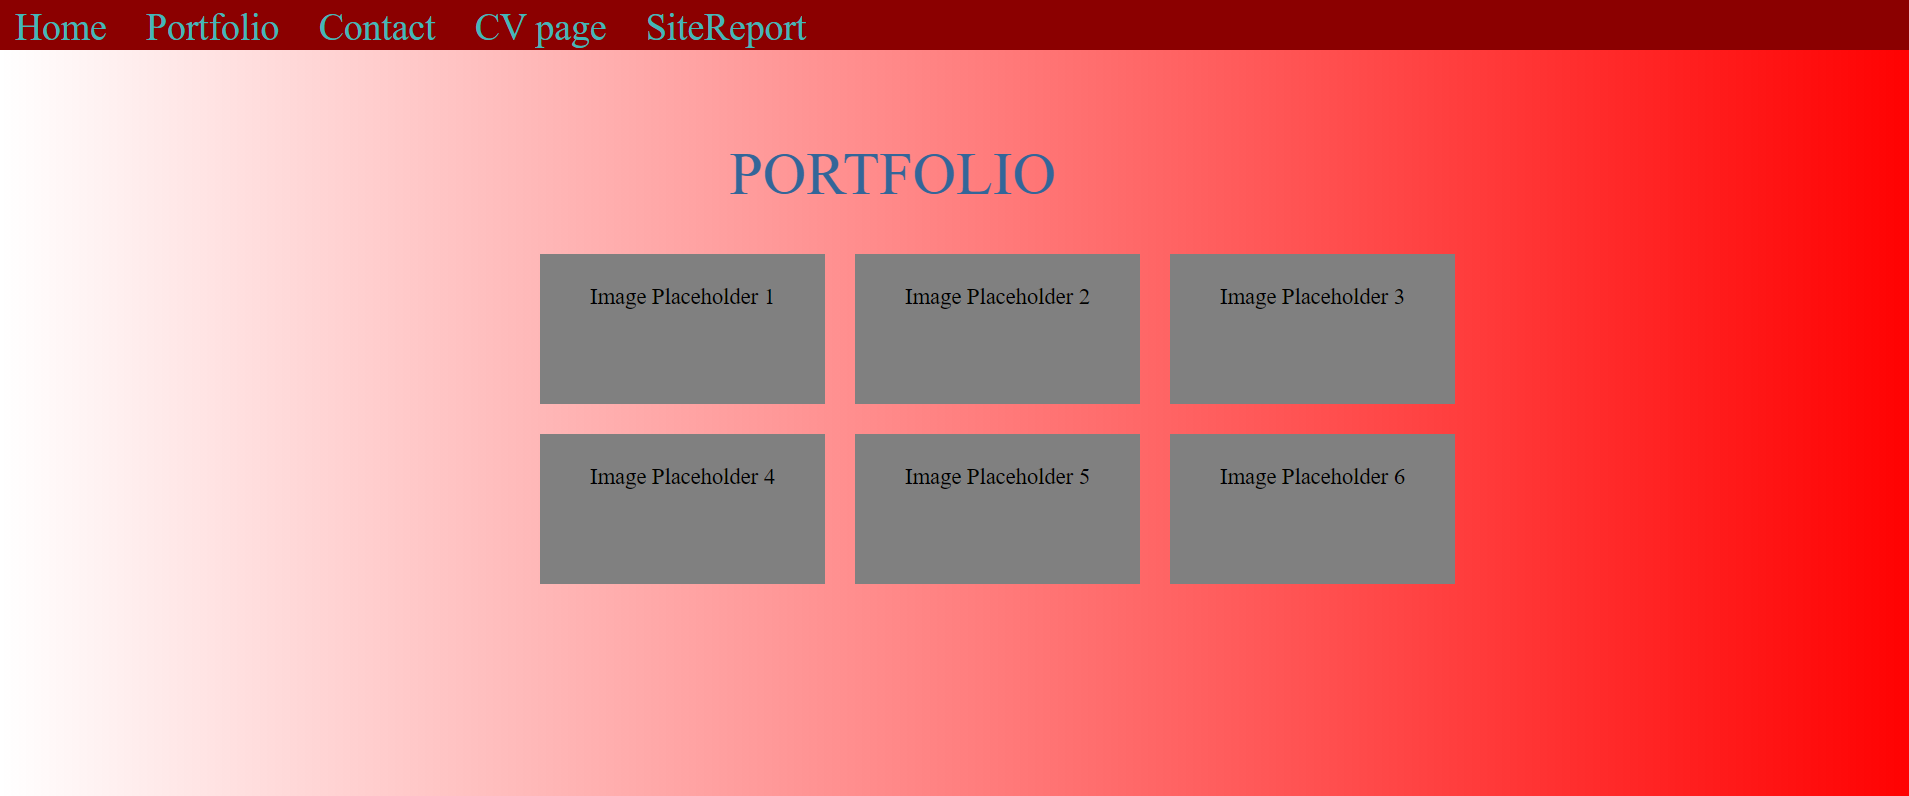 Home Portfolio Contact CV page SiteReport
PORTFOLIO
Image Placeholder 1 Image Placeholder 2 Image Placeholder 3
Image Placeholder 4 Image Placeholder 5 Image Placeholder 6